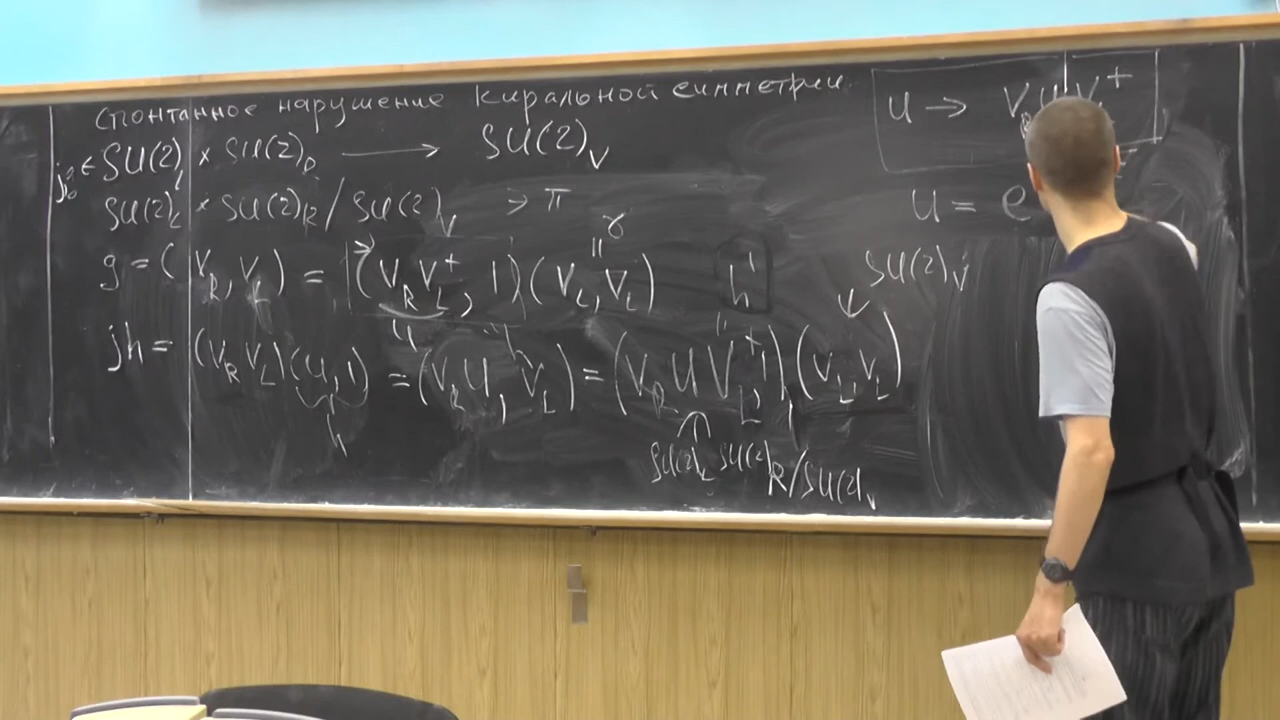 спонтанное нарушение киральной симметрии.
SU(2)_L × SU(2)_R ⟶ SU(2)_V
SU(2)_L × SU(2)_R / SU(2)_V → π
g = (V_R, V_L) = (V_R V_L^+, 1)(V_L, V_L)
jh = (V_R V_L)(U, 1) = (V_R U, V_L) = (V_R U V_L^+, 1)(V_L, V_L)
h
SU(2)_L SU(2)_R / SU(2)_V
SU(2)_V
U → V_R U V_L^+
U = e